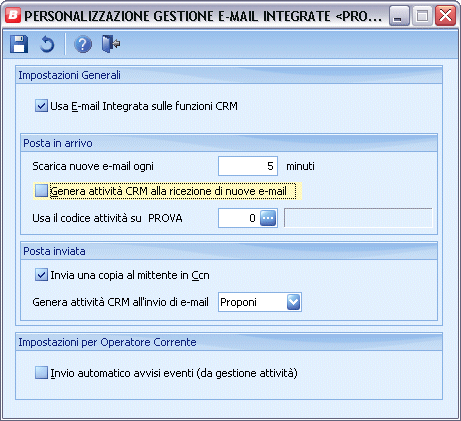 B PERSONALIZZAZIONE GESTIONE E-MAIL INTEGRATE <PRO...
Impostazioni Generali
Usa E-mail Integrata sulle funzioni CRM
Posta in arrivo
Scarica nuove e-mail ogni 5 minuti
Genera attività CRM alla ricezione di nuove e-mail
Usa il codice attività su PROVA 0 ...
Posta inviata
Invia una copia al mittente in Ccn
Genera attività CRM all'invio di e-mail Proponi
Impostazioni per Operatore Corrente
Invio automatico avvisi eventi (da gestione attività)